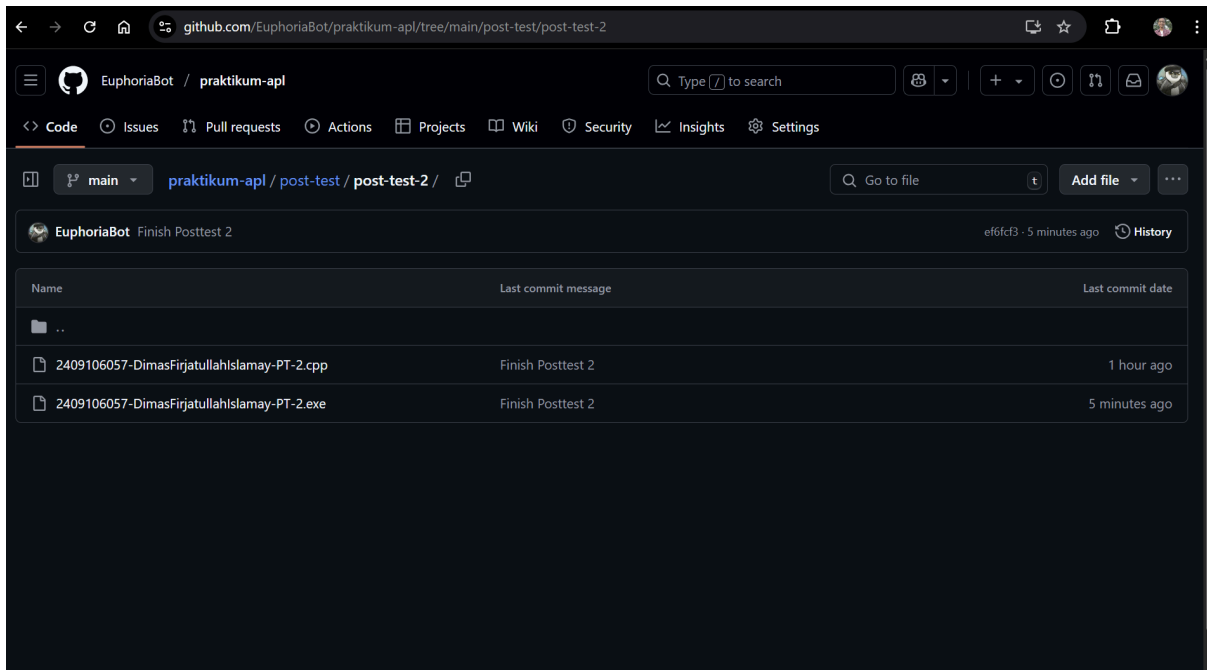 github.com/EuphoriaBot/praktikum-apl/tree/main/post-test/post-test-2
EuphoriaBot / praktikum-apl
Type / to search
Code Issues Pull requests Actions Projects Wiki Security Insights Settings
main praktikum-apl / post-test / post-test-2 / Go to file t Add file
EuphoriaBot Finish Posttest 2 ef6fcf3 · 5 minutes ago History
Name Last commit message Last commit date
..
2409106057-DimasFirjatullahIslamay-PT-2.cpp Finish Posttest 2 1 hour ago
2409106057-DimasFirjatullahIslamay-PT-2.exe Finish Posttest 2 5 minutes ago